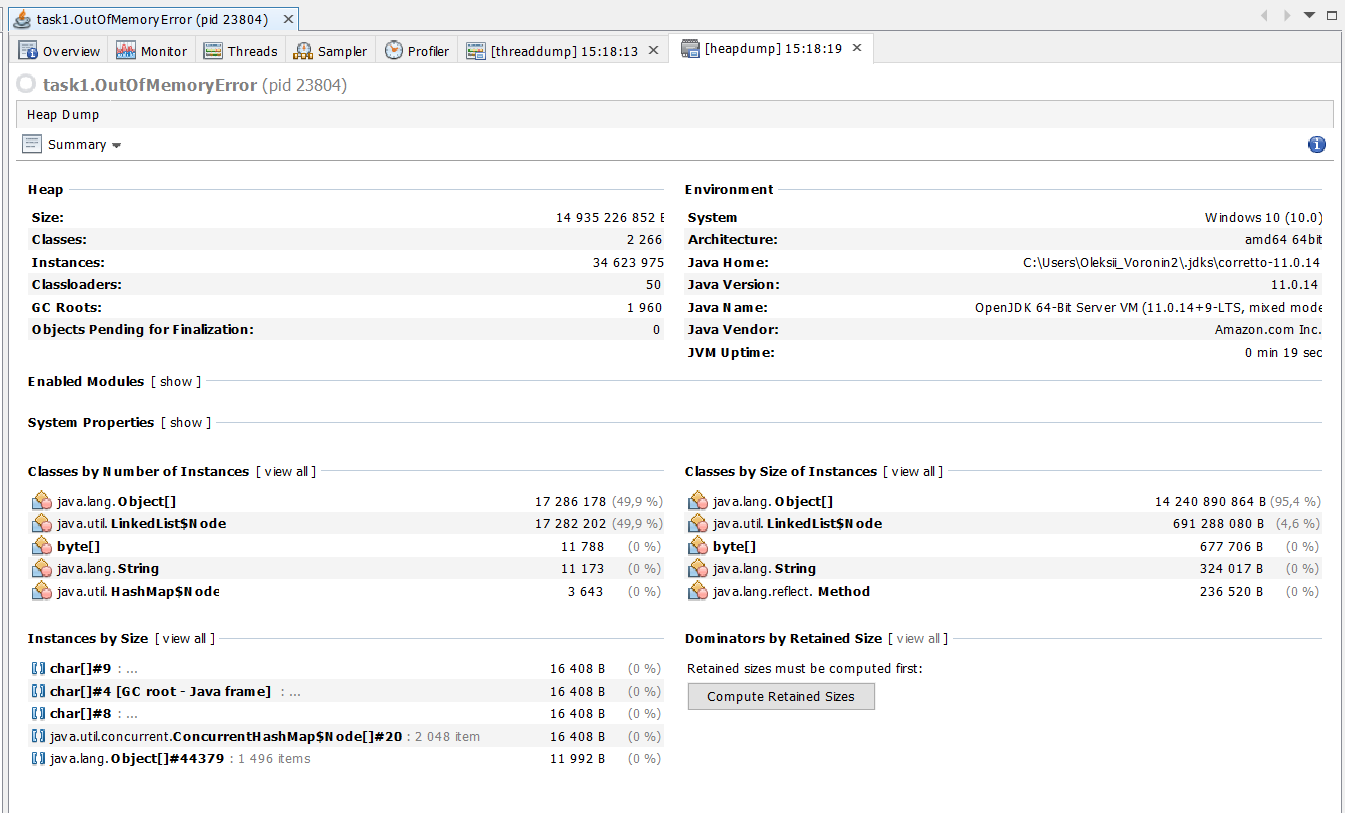 task1.OutOfMemoryError (pid 23804)
Overview Monitor Threads Sampler Profiler [threaddump] 15:18:13 [heapdump] 15:18:19
task1.OutOfMemoryError (pid 23804)
Heap Dump
Summary
Heap
Size: 14 935 226 852 B
Classes: 2 266
Instances: 34 623 975
Classloaders: 50
GC Roots: 1 960
Objects Pending for Finalization: 0
Environment
System Windows 10 (10.0)
Architecture: amd64 64bit
Java Home: C:\Users\Oleksii_Voronin2\.jdks\corretto-11.0.14
Java Version: 11.0.14
Java Name: OpenJDK 64-Bit Server VM (11.0.14+9-LTS, mixed mode
Java Vendor: Amazon.com Inc.
JVM Uptime: 0 min 19 sec
Enabled Modules [ show ]
System Properties [ show ]
Classes by Number of Instances [ view all ]
java.lang.Object[] 17 286 178 (49,9 %)
java.util.LinkedList$Node 17 282 202 (49,9 %)
byte[] 11 788 (0 %)
java.lang.String 11 173 (0 %)
java.util.HashMap$Node 3 643 (0 %)
Classes by Size of Instances [ view all ]
java.lang.Object[] 14 240 890 864 B (95,4 %)
java.util.LinkedList$Node 691 288 080 B (4,6 %)
byte[] 677 706 B (0 %)
java.lang.String 324 017 B (0 %)
java.lang.reflect.Method 236 520 B (0 %)
Instances by Size [ view all ]
char[]#9 : ... 16 408 B (0 %)
char[]#4 [GC root - Java frame] : ... 16 408 B (0 %)
char[]#8 : ... 16 408 B (0 %)
java.util.concurrent.ConcurrentHashMap$Node[]#20 : 2 048 item 16 408 B (0 %)
java.lang.Object[]#44379 : 1 496 items 11 992 B (0 %)
Dominators by Retained Size [ view all ]
Retained sizes must be computed first:
Compute Retained Sizes